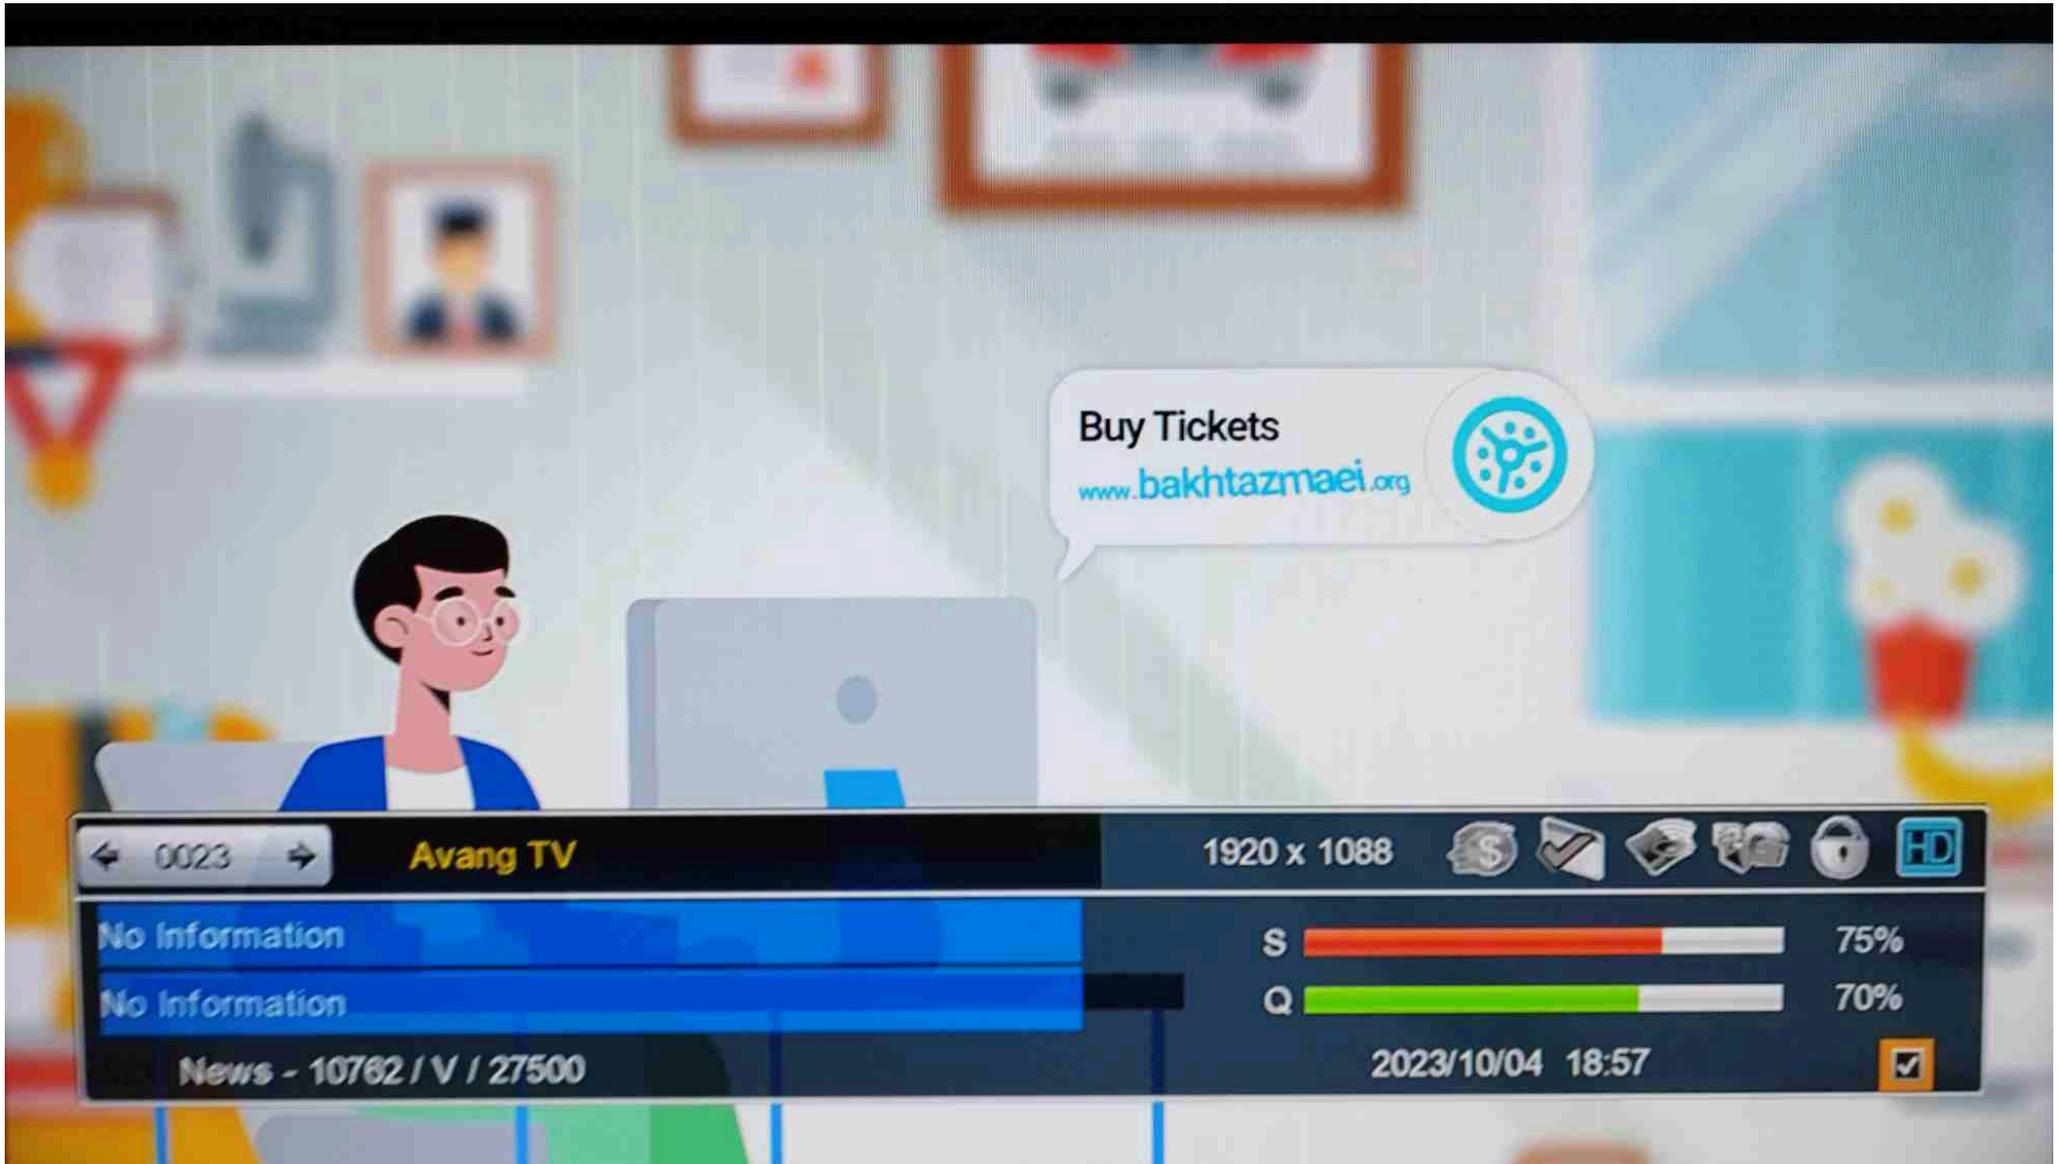 Buy Tickets
www.bakhtazmaei.org
0023
Avang TV
1920 x 1088
HD
No Information
S 75%
No Information
Q 70%
News - 10762 / V / 27500
2023/10/04 18:57